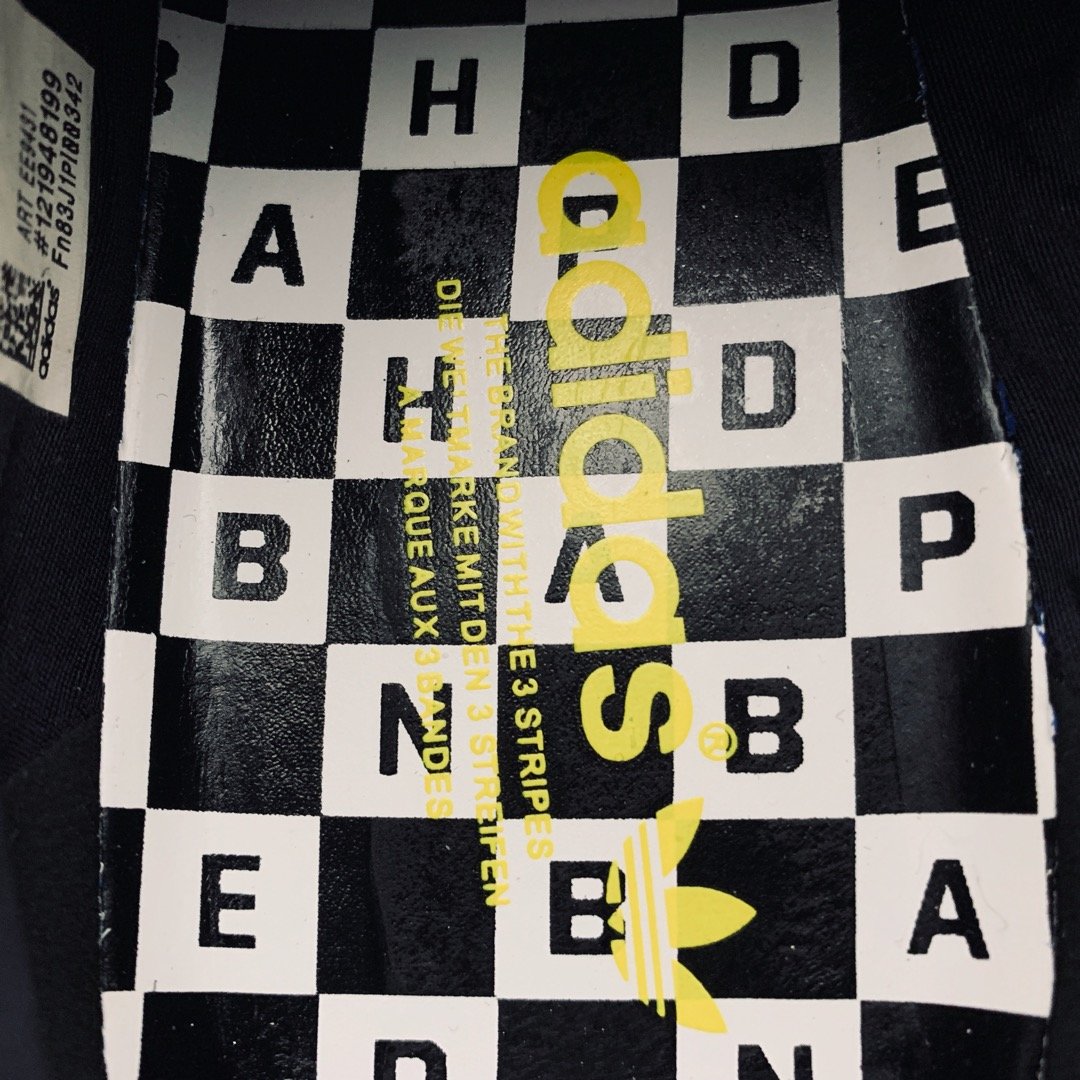 ART EE9431
#121948199
Fn83J1Pl00342
adidas
H
D
A
E
H
D
B
A
P
N
B
E
B
A
N
adidas®
THE BRAND WITH THE 3 STRIPES
DIE WELTMARKE MIT DEN 3 STREIFEN
A MARQUE AUX 3 BANDES